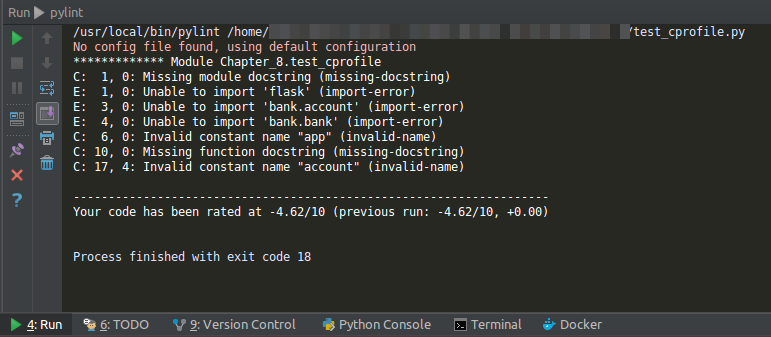 Run pylint
/usr/local/bin/pylint /home/ /test_cprofile.py
No config file found, using default configuration
************* Module Chapter_8.test_cprofile
C:  1, 0: Missing module docstring (missing-docstring)
E:  1, 0: Unable to import 'flask' (import-error)
E:  3, 0: Unable to import 'bank.account' (import-error)
E:  4, 0: Unable to import 'bank.bank' (import-error)
C:  6, 0: Invalid constant name "app" (invalid-name)
C: 10, 0: Missing function docstring (missing-docstring)
C: 17, 4: Invalid constant name "account" (invalid-name)
------------------------------------------------------------------
Your code has been rated at -4.62/10 (previous run: -4.62/10, +0.00)
Process finished with exit code 18
4: Run 6: TODO 9: Version Control Python Console Terminal Docker